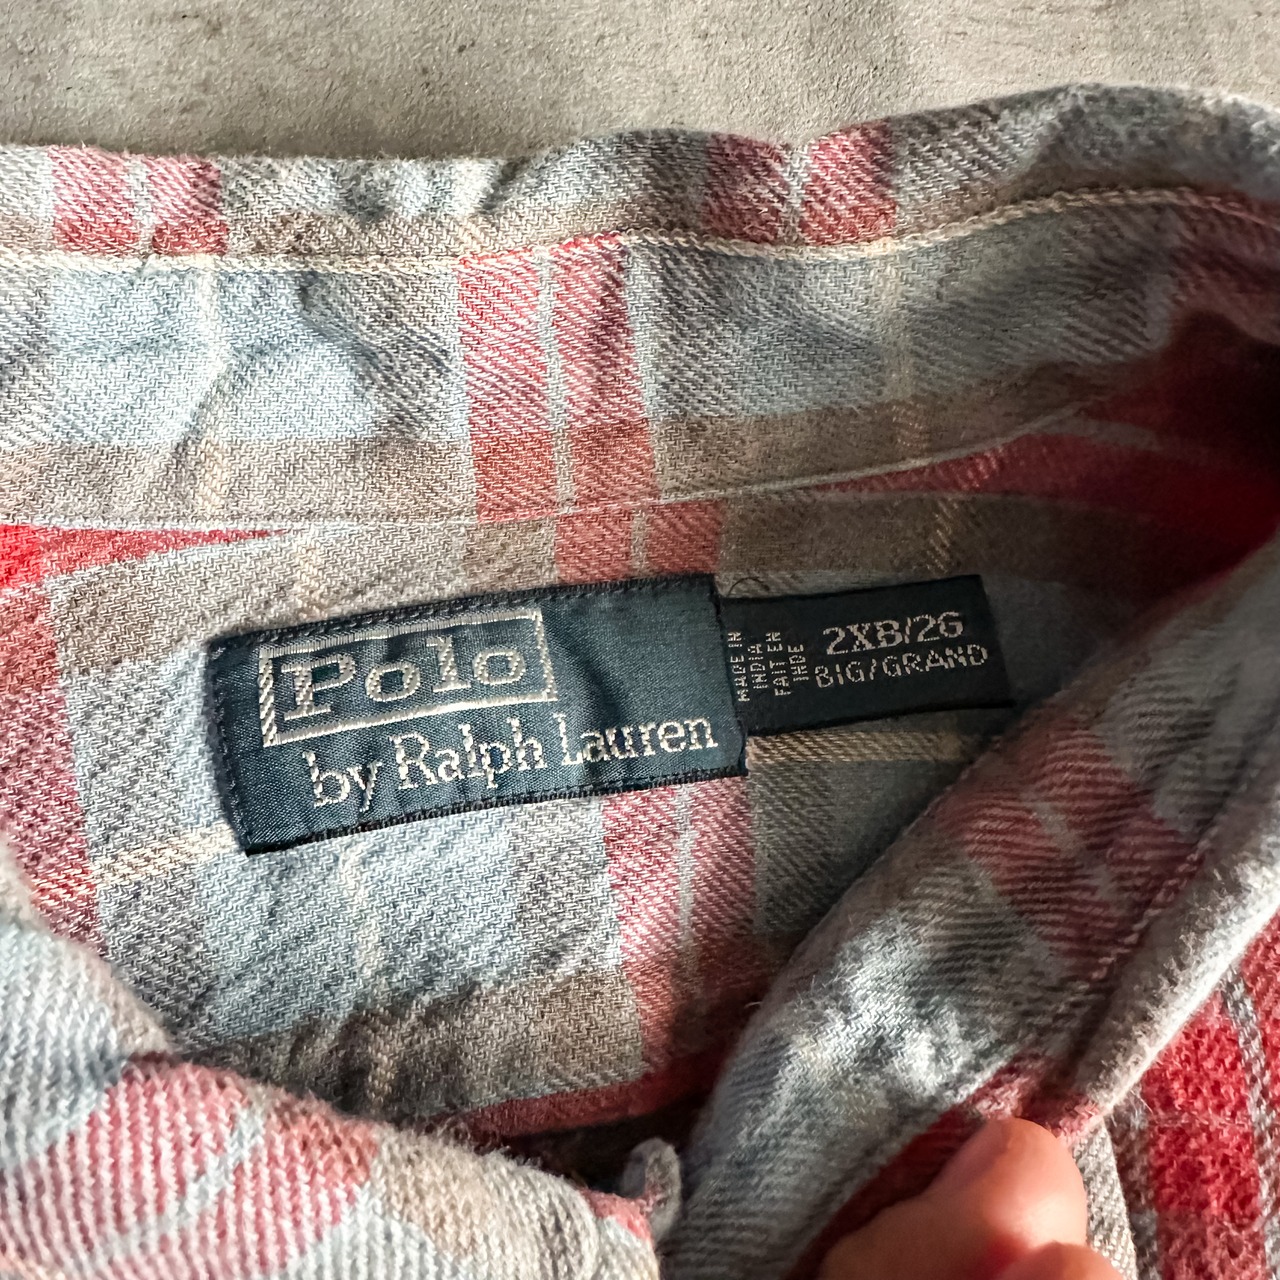 Polo
by Ralph Lauren
MADE IN
INDIA
FAIT EN
INDE
2XB/2G
BIG/GRAND